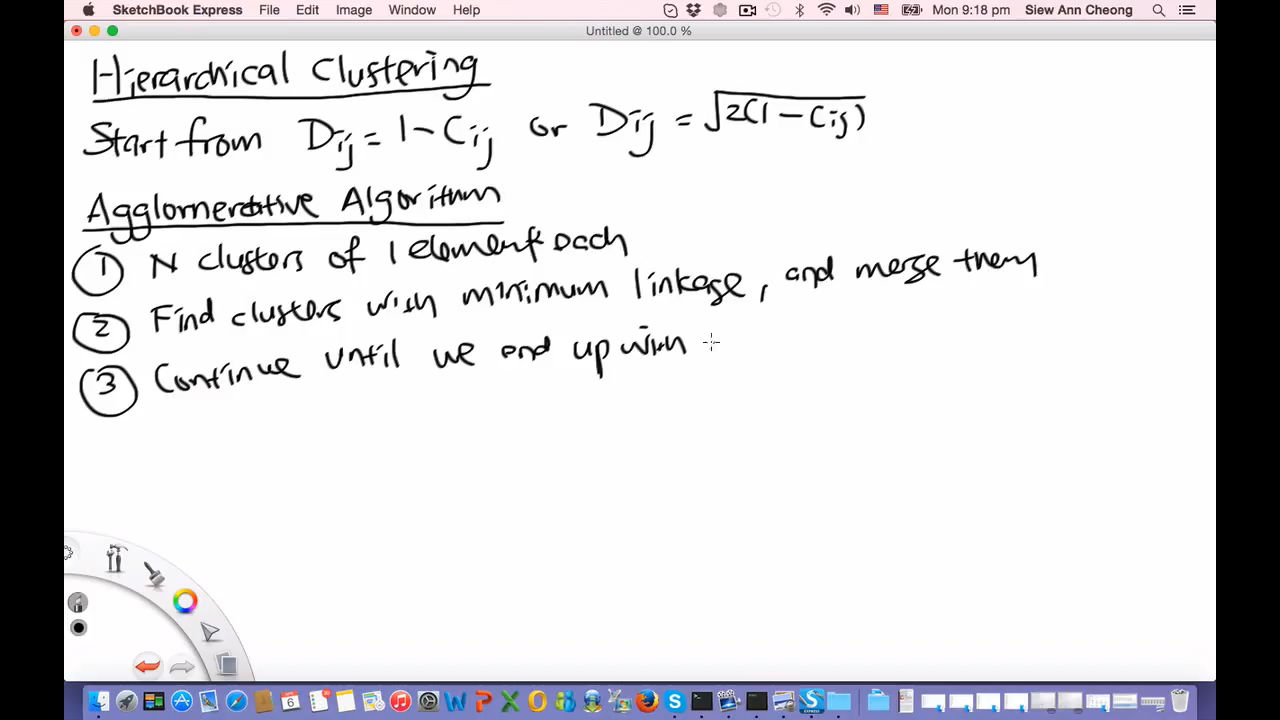 SketchBook Express File Edit Image Window Help Mon 9:18 pm Siew Ann Cheong
Untitled @ 100.0 %
Hierarchical Clustering
Start from Dij = 1 - Cij or Dij = √2(1 - Cij)
Agglomerative Algorithm
1 N clusters of 1 element each
2 Find clusters with minimum linkage, and merge them
3 Continue until we end up with